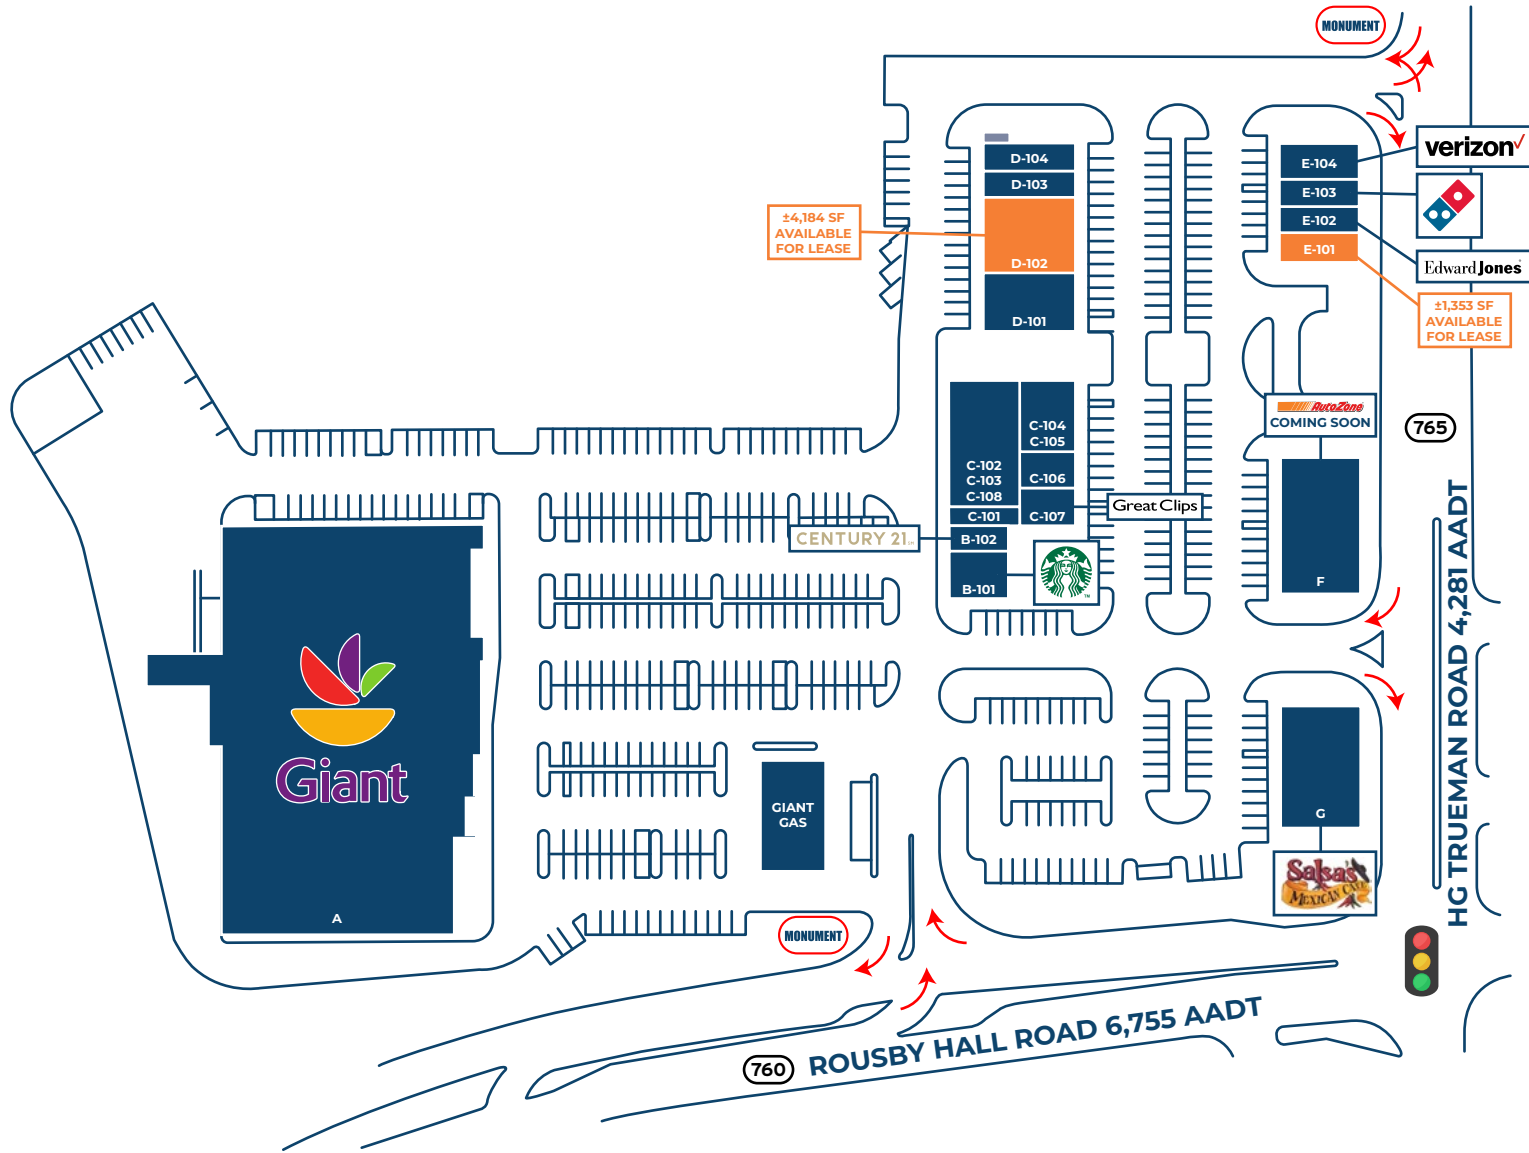 MONUMENT
verizon
D-104
D-103
D-102
D-101
±4,184 SF
AVAILABLE
FOR LEASE
E-104
E-103
E-102
E-101
Edward Jones
±1,353 SF
AVAILABLE
FOR LEASE
AutoZone
COMING SOON
765
C-104
C-105
C-102
C-103
C-108
C-106
C-101
C-107
Great Clips
CENTURY 21
B-102
B-101
F
HG TRUEMAN ROAD 4,281 AADT
Giant
A
GIANT
GAS
G
Salsa's
MEXICAN CAFE
MONUMENT
760
ROUSBY HALL ROAD 6,755 AADT